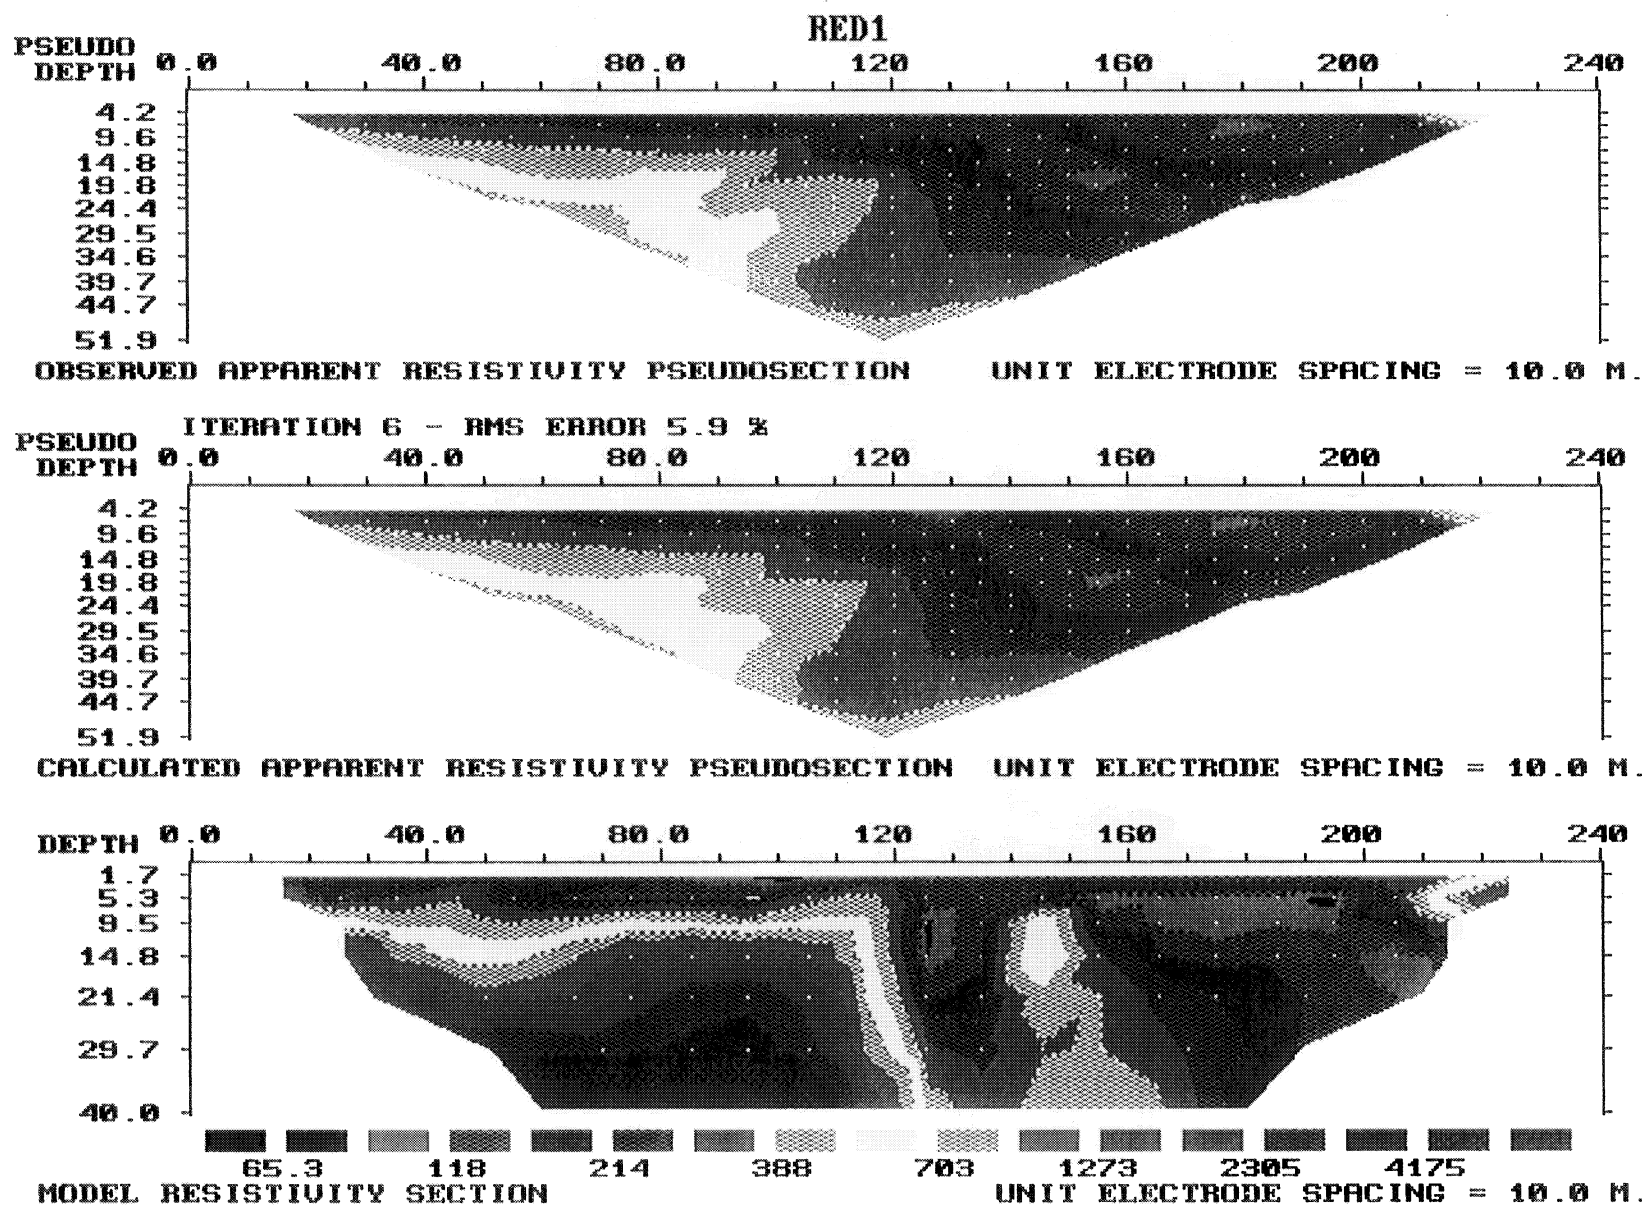 RED1
PSEUDO
DEPTH 0.0 40.0 80.0 120 160 200 240
4.2
9.6
14.8
19.8
24.4
29.5
34.6
39.7
44.7
51.9
OBSERVED APPARENT RESISTIVITY PSEUDOSECTION UNIT ELECTRODE SPACING = 10.0 M.
ITERATION 6 - RMS ERROR 5.9 %
PSEUDO
DEPTH 0.0 40.0 80.0 120 160 200 240
4.2
9.6
14.8
19.8
24.4
29.5
34.6
39.7
44.7
51.9
CALCULATED APPARENT RESISTIVITY PSEUDOSECTION UNIT ELECTRODE SPACING = 10.0 M.
DEPTH 0.0 40.0 80.0 120 160 200 240
1.7
5.3
9.5
14.8
21.4
29.7
40.0
65.3 118 214 388 703 1273 2305 4175
MODEL RESISTIVITY SECTION UNIT ELECTRODE SPACING = 10.0 M.